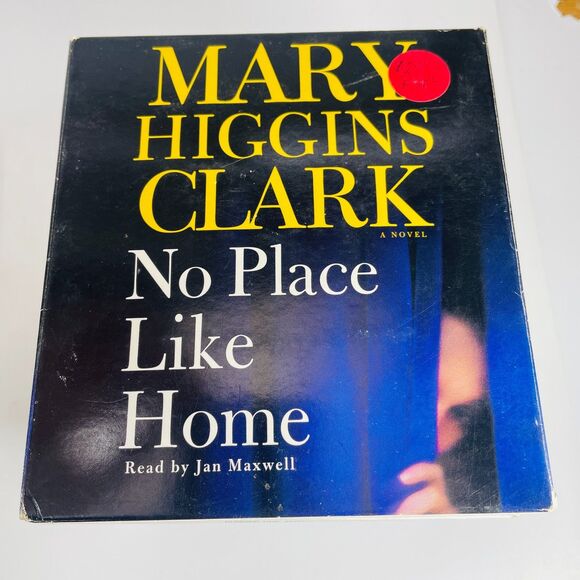 MARY
HIGGINS
CLARK
A NOVEL
No Place
Like
Home
Read by Jan Maxwell